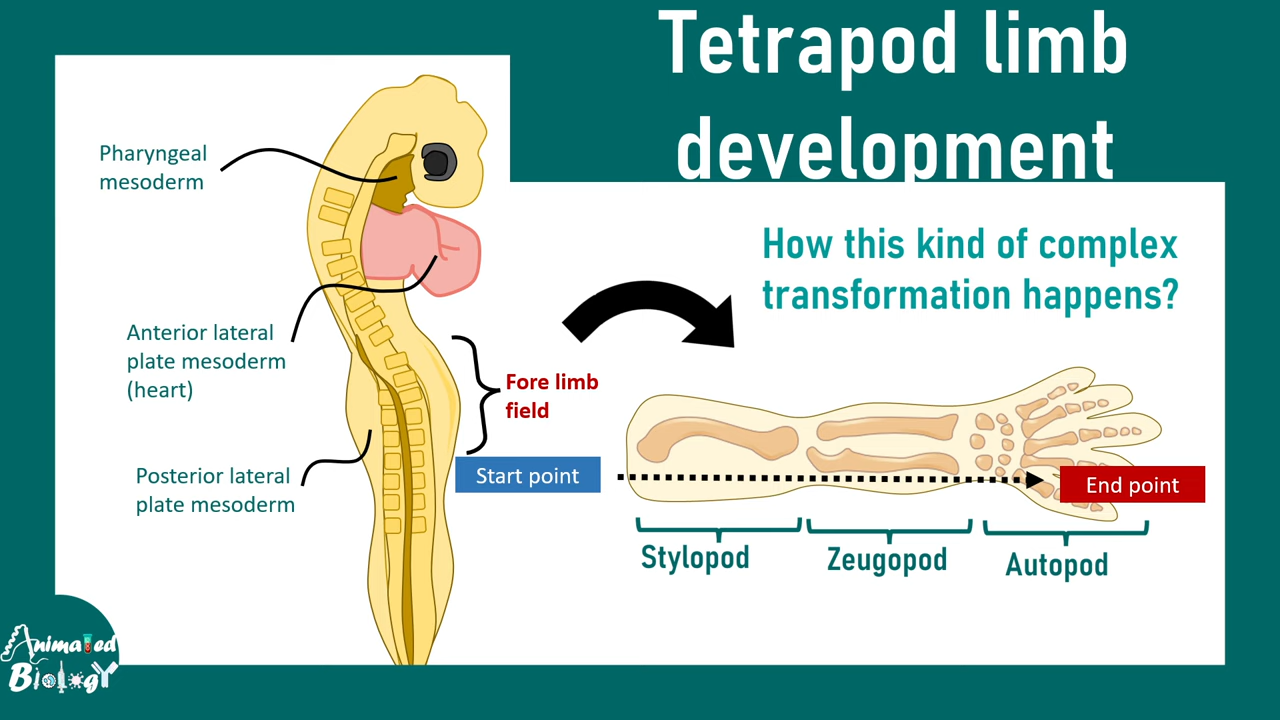 Tetrapod limb
development
Pharyngeal
mesoderm
Anterior lateral
plate mesoderm
(heart)
Posterior lateral
plate mesoderm
Fore limb
field
Start point
How this kind of complex
transformation happens?
End point
Stylopod
Zeugopod
Autopod
Animated
Biology